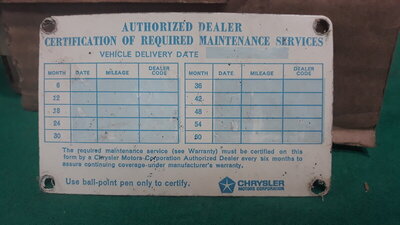 AUTHORIZED DEALER
CERTIFICATION OF REQUIRED MAINTENANCE SERVICES
VEHICLE DELIVERY DATE
MONTH DATE MILEAGE DEALER CODE MONTH DATE MILEAGE DEALER CODE
6 36
12 42
18 48
24 54
30 60
The required maintenance service (see Warranty) must be certified on this
form by a Chrysler Motors Corporation Authorized Dealer every six months to
assure continuing coverage under manufacturer's warranty.
Use ball-point pen only to certify.
CHRYSLER
MOTORS CORPORATION